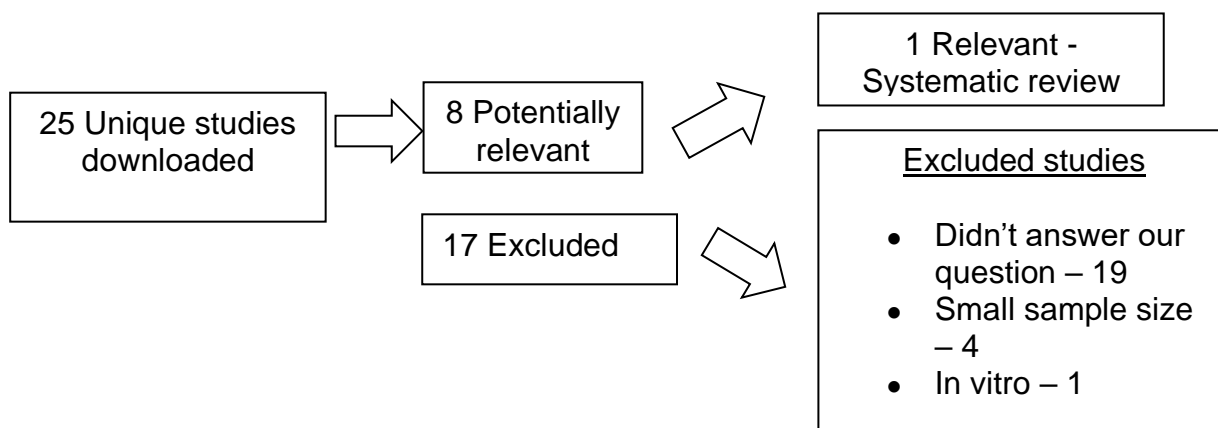 25 Unique studies
downloaded
8 Potentially
relevant
17 Excluded
1 Relevant -
Systematic review
Excluded studies
● Didn’t answer our
question – 19
● Small sample size
– 4
● In vitro – 1